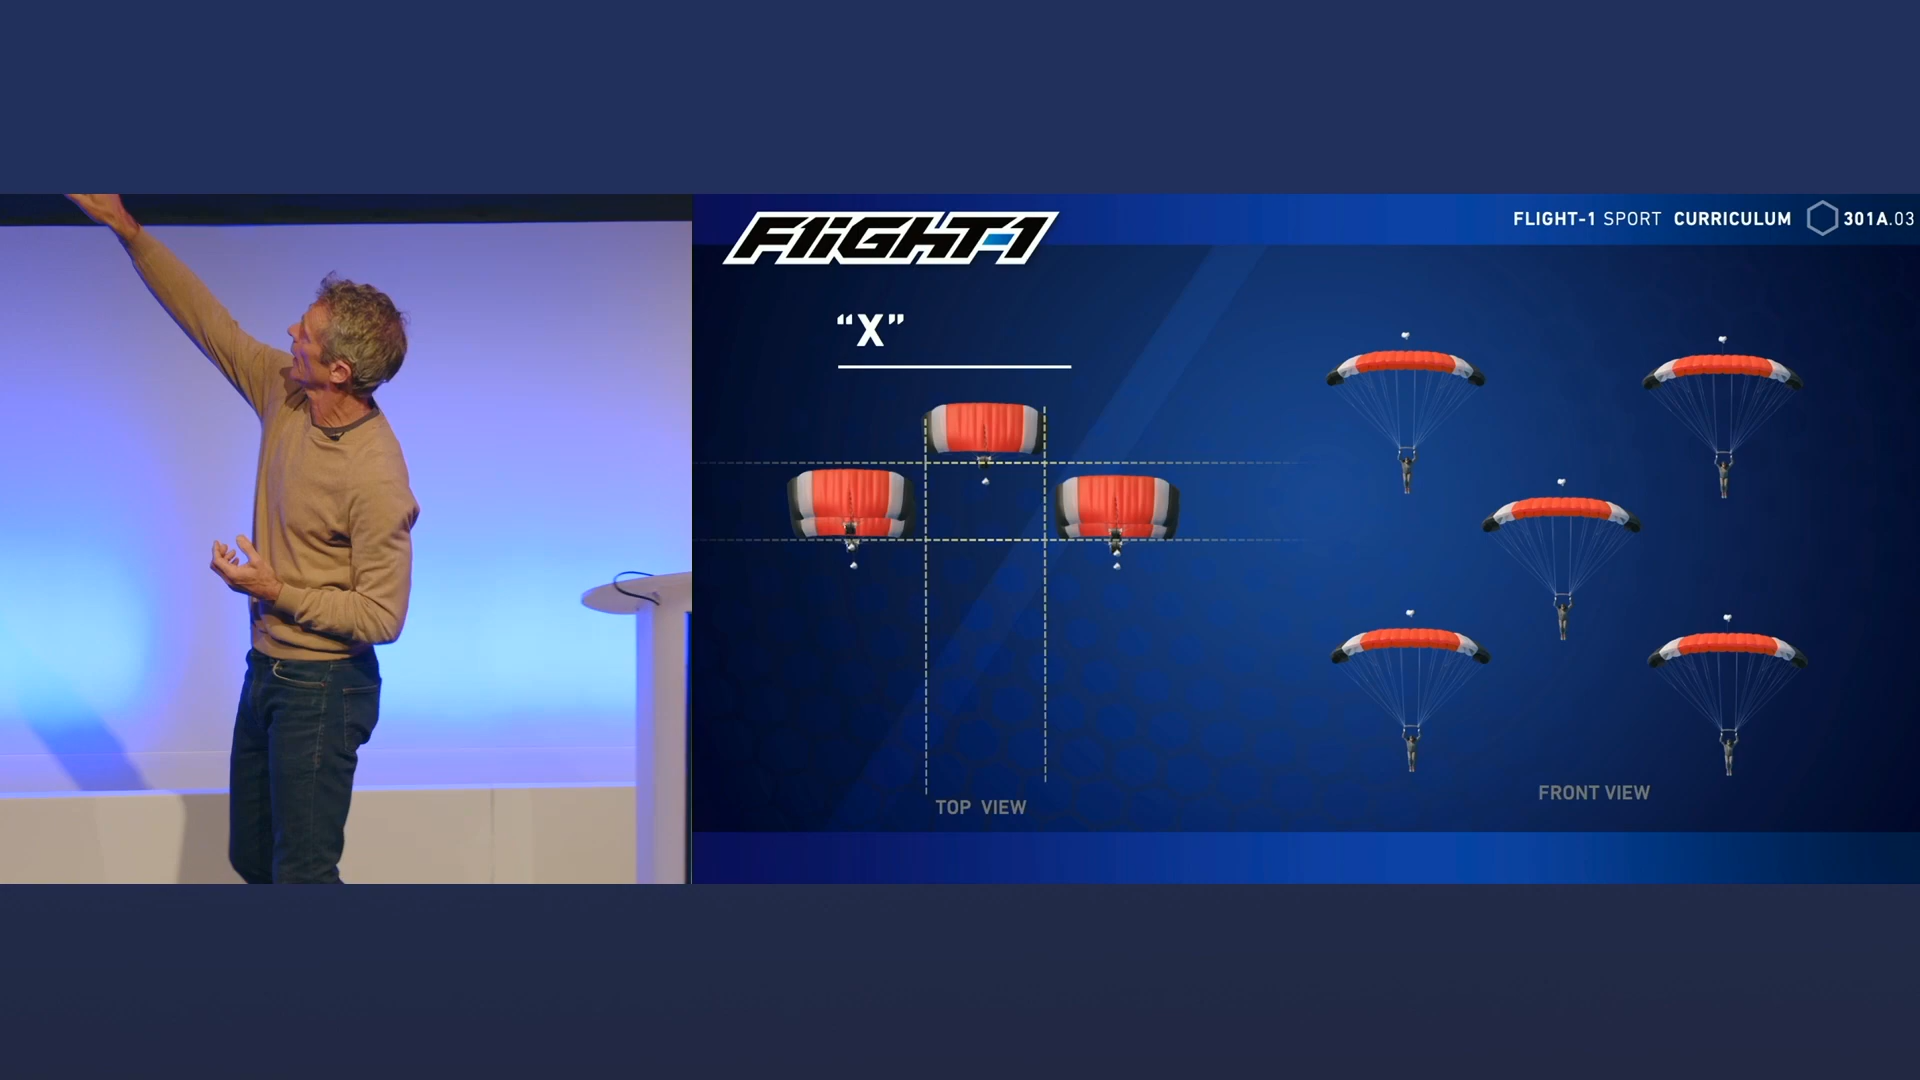 FLiGHT-1
FLIGHT-1 SPORT CURRICULUM 301A.03
“X”
TOP VIEW
FRONT VIEW